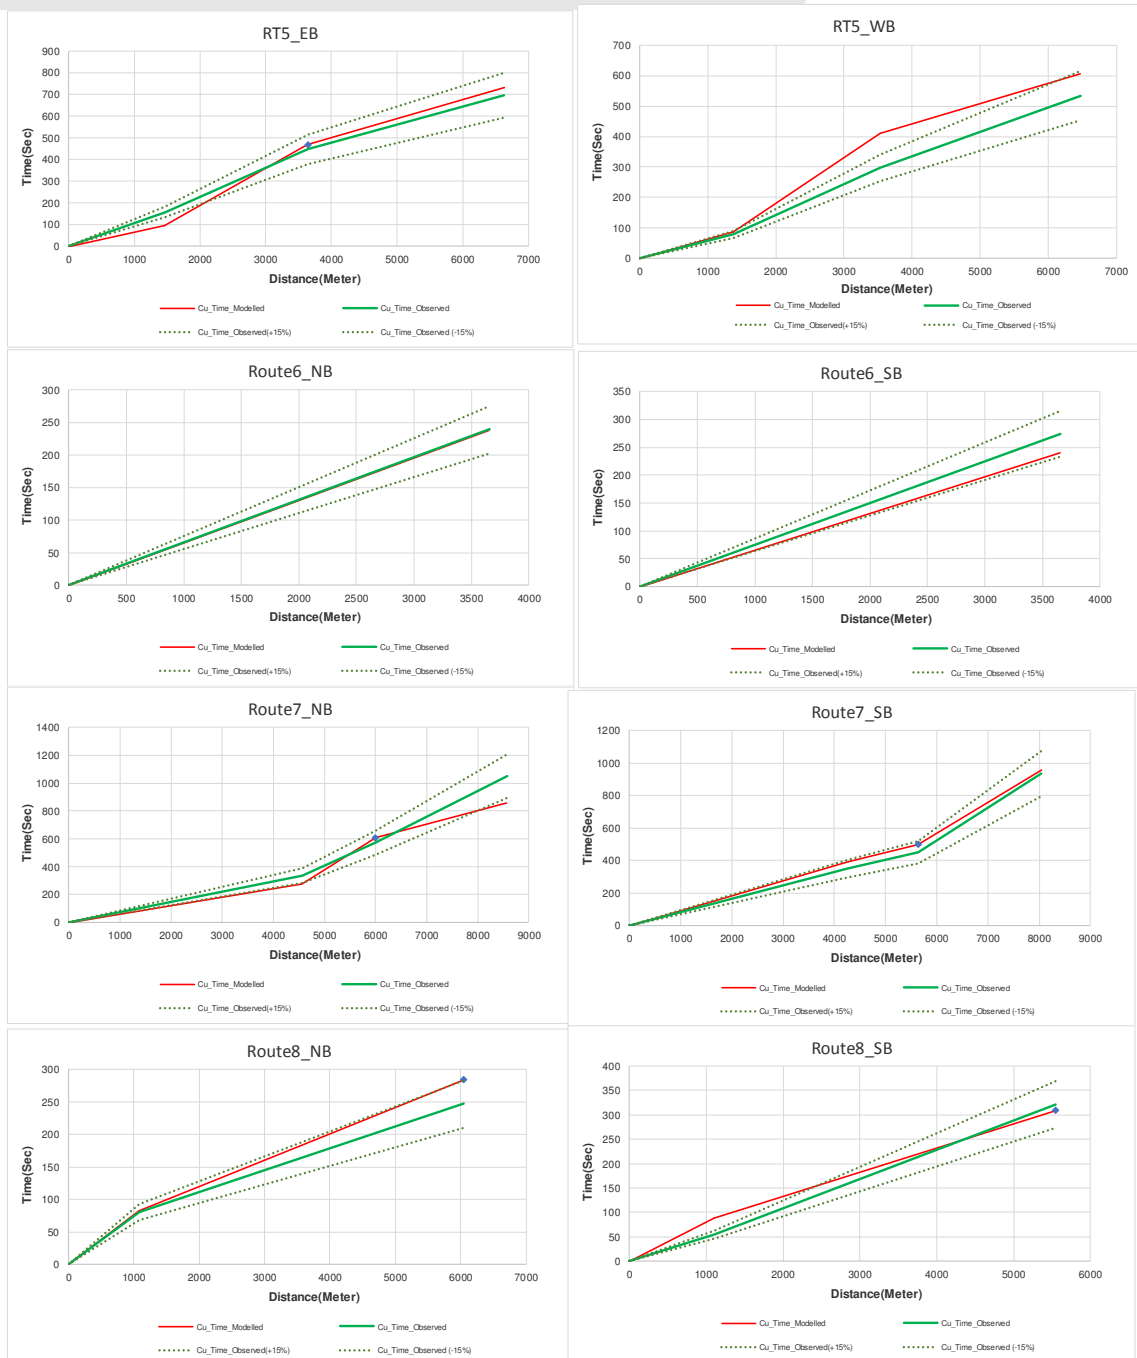 RT5_EB
900
800
700
600
500
400
300
200
100
0
Time(Sec)
0 1000 2000 3000 4000 5000 6000 7000
Distance(Meter)
Cu_Time_Modelled Cu_Time_Observed
Cu_Time_Observed(+15%) Cu_Time_Observed (-15%)
RT5_WB
700
600
500
400
300
200
100
0
Time(Sec)
0 1000 2000 3000 4000 5000 6000 7000
Distance(Meter)
Cu_Time_Modelled Cu_Time_Observed
Cu_Time_Observed(+15%) Cu_Time_Observed (-15%)
Route6_NB
300
250
200
150
100
50
0
Time(Sec)
0 500 1000 1500 2000 2500 3000 3500 4000
Distance(Meter)
Cu_Time_Modelled Cu_Time_Observed
Cu_Time_Observed(+15%) Cu_Time_Observed (-15%)
Route6_SB
350
300
250
200
150
100
50
0
Time(Sec)
0 500 1000 1500 2000 2500 3000 3500 4000
Distance(Meter)
Cu_Time_Modelled Cu_Time_Observed
Cu_Time_Observed(+15%) Cu_Time_Observed (-15%)
Route7_NB
1400
1200
1000
800
600
400
200
0
Time(Sec)
0 1000 2000 3000 4000 5000 6000 7000 8000 9000
Distance(Meter)
Cu_Time_Modelled Cu_Time_Observed
Cu_Time_Observed(+15%) Cu_Time_Observed (-15%)
Route7_SB
1200
1000
800
600
400
200
0
Time(Sec)
0 1000 2000 3000 4000 5000 6000 7000 8000 9000
Distance(Meter)
Cu_Time_Modelled Cu_Time_Observed
Cu_Time_Observed(+15%) Cu_Time_Observed (-15%)
Route8_NB
300
250
200
150
100
50
0
Time(Sec)
0 1000 2000 3000 4000 5000 6000 7000
Distance(Meter)
Cu_Time_Modelled Cu_Time_Observed
Cu_Time_Observed(+15%) Cu_Time_Observed (-15%)
Route8_SB
400
350
300
250
200
150
100
50
0
Time(Sec)
0 1000 2000 3000 4000 5000 6000
Distance(Meter)
Cu_Time_Modelled Cu_Time_Observed
Cu_Time_Observed(+15%) Cu_Time_Observed (-15%)